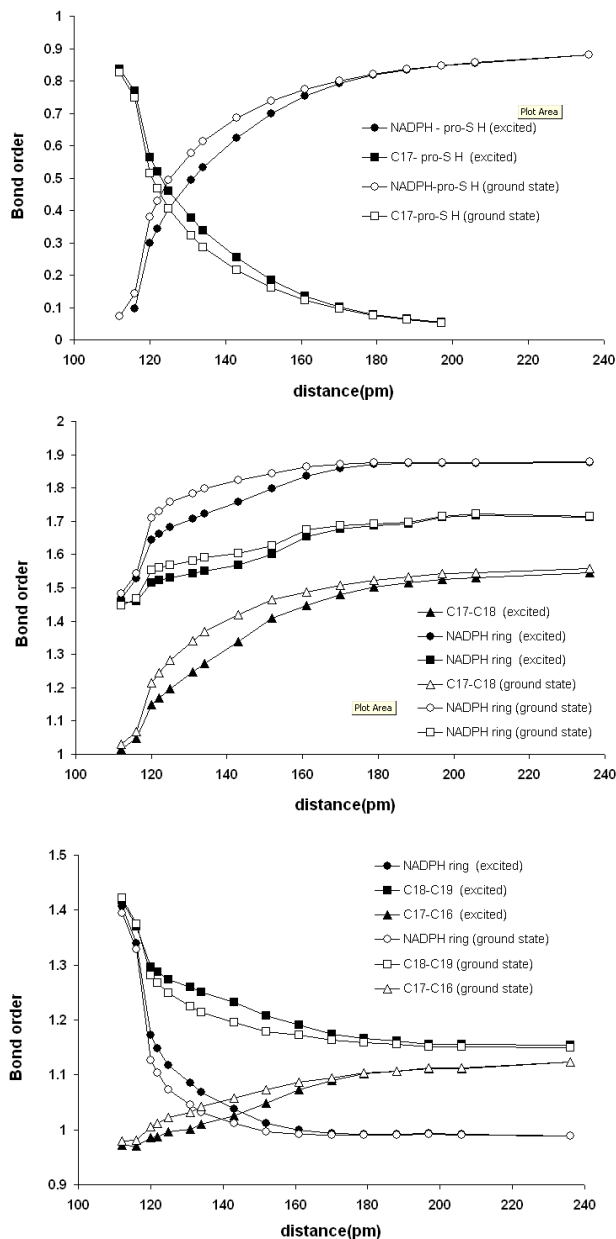 1
0.9
0.8
0.7
0.6
0.5
0.4
0.3
0.2
0.1
0
Bond order
Plot Area
NADPH - pro-S H (excited)
C17- pro-S H (excited)
NADPH-pro-S H (ground state)
C17-pro-S H (ground state)
100 120 140 160 180 200 220 240
distance(pm)
2
1.9
1.8
1.7
1.6
1.5
1.4
1.3
1.2
1.1
1
Bond order
C17-C18 (excited)
NADPH ring (excited)
NADPH ring (excited)
C17-C18 (ground state)
NADPH ring (ground state)
NADPH ring (ground state)
Plot Area
100 120 140 160 180 200 220 240
distance(pm)
1.5
1.4
1.3
1.2
1.1
1
0.9
Bond order
NADPH ring (excited)
C18-C19 (excited)
C17-C16 (excited)
NADPH ring (ground state)
C18-C19 (ground state)
C17-C16 (ground state)
100 120 140 160 180 200 220 240
distance(pm)